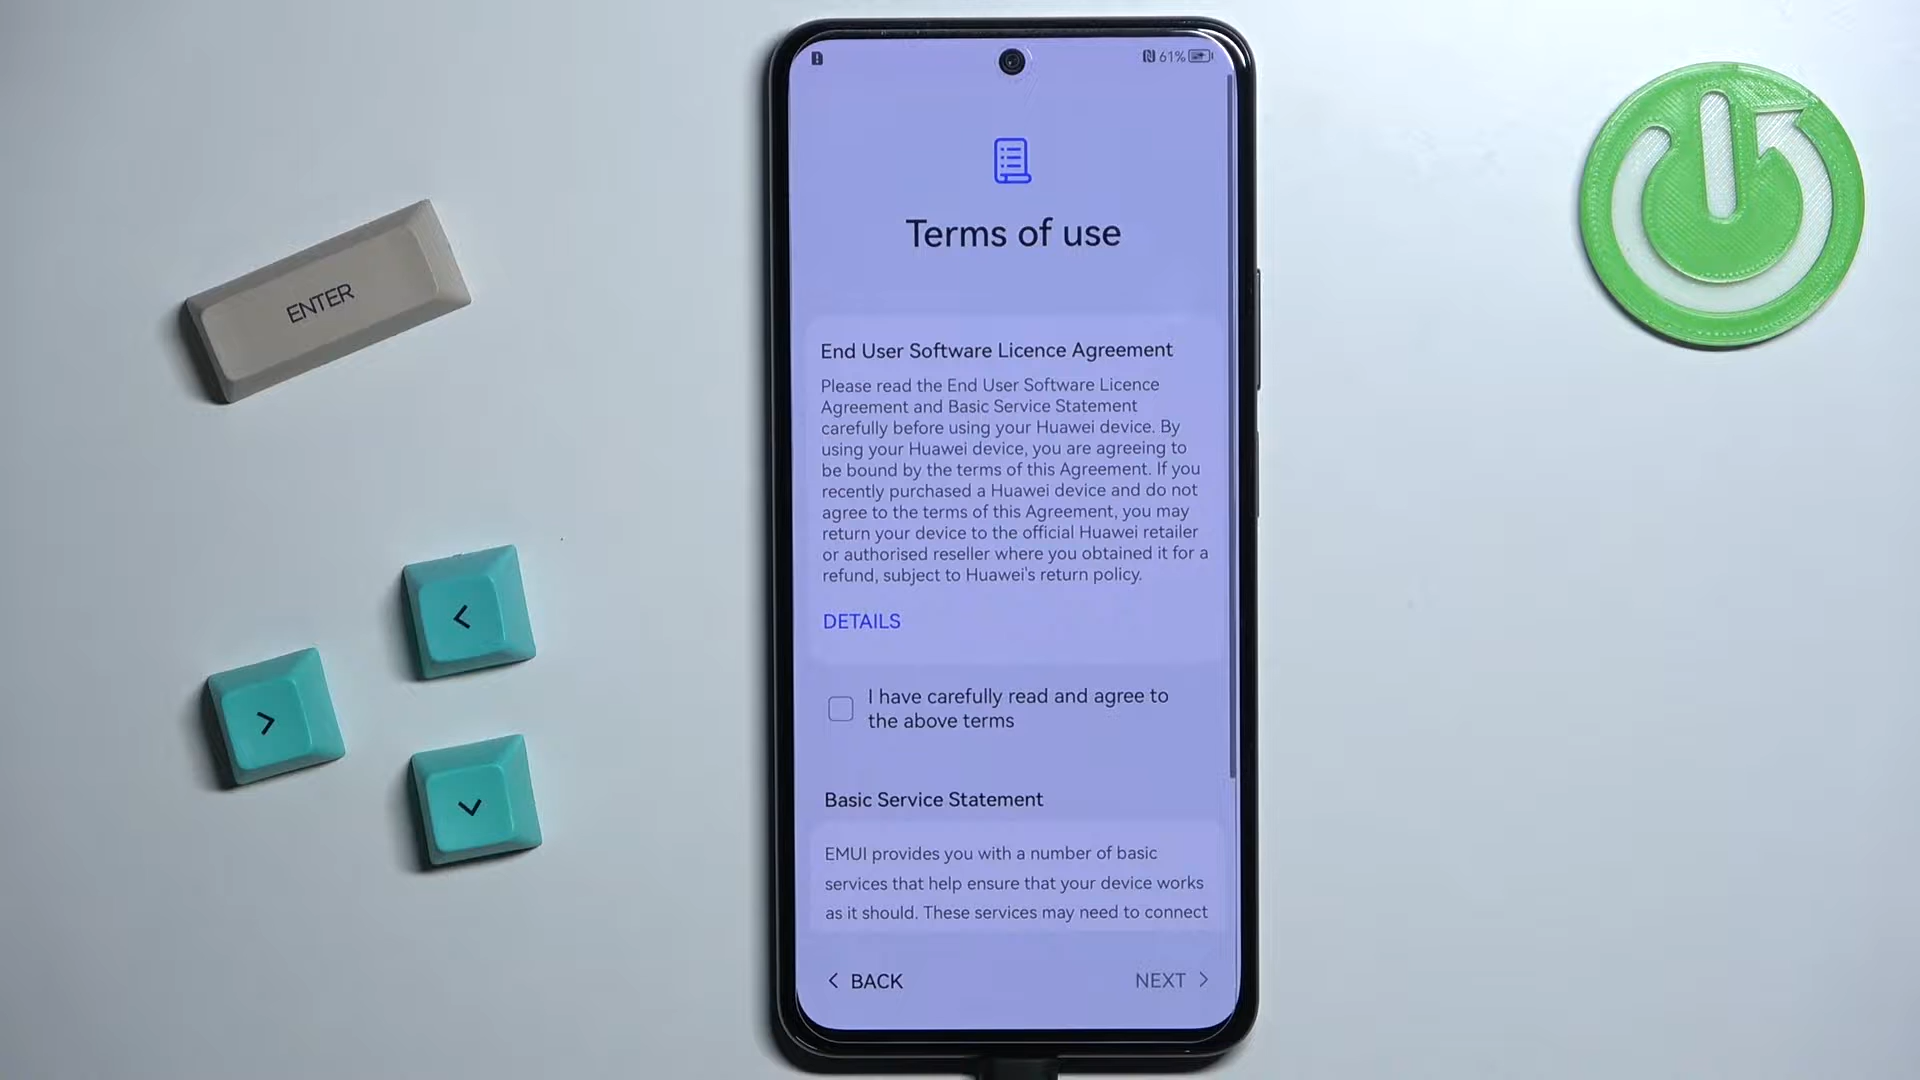 61%
Terms of use
End User Software Licence Agreement
Please read the End User Software Licence
Agreement and Basic Service Statement
carefully before using your Huawei device. By
using your Huawei device, you are agreeing to
be bound by the terms of this Agreement. If you
recently purchased a Huawei device and do not
agree to the terms of this Agreement, you may
return your device to the official Huawei retailer
or authorised reseller where you obtained it for a
refund, subject to Huawei's return policy.
DETAILS
I have carefully read and agree to
the above terms
Basic Service Statement
EMUI provides you with a number of basic
services that help ensure that your device works
as it should. These services may need to connect
< BACK
NEXT >
ENTER
<
>